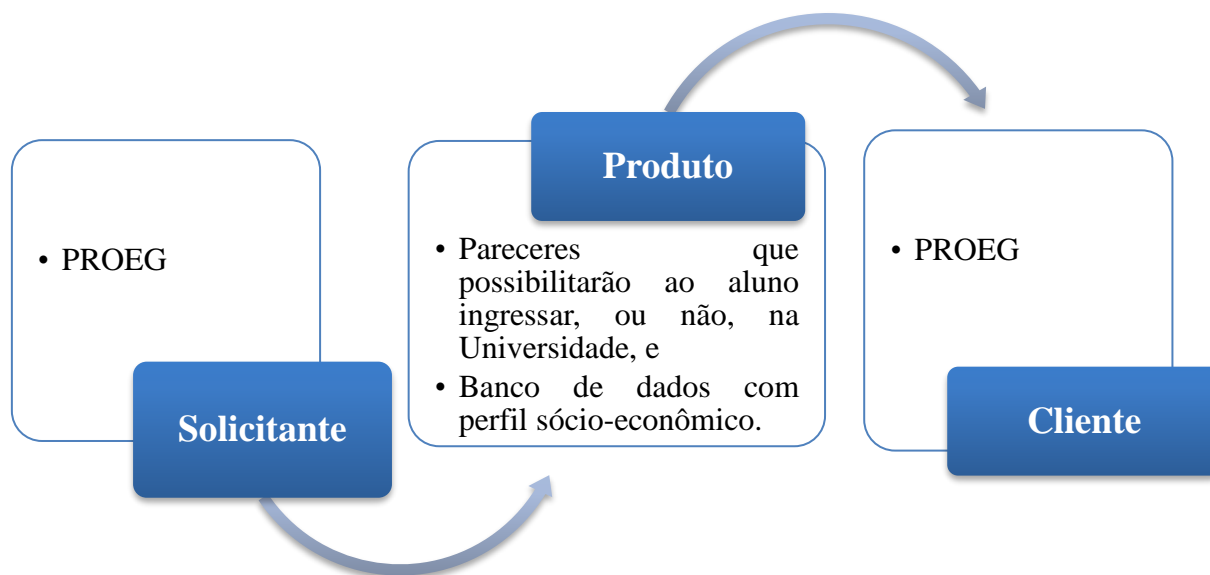 • PROEG
Solicitante
Produto
• Pareceres que
possibilitarão ao aluno
ingressar, ou não, na
Universidade, e
• Banco de dados com
perfil sócio-econômico.
• PROEG
Cliente